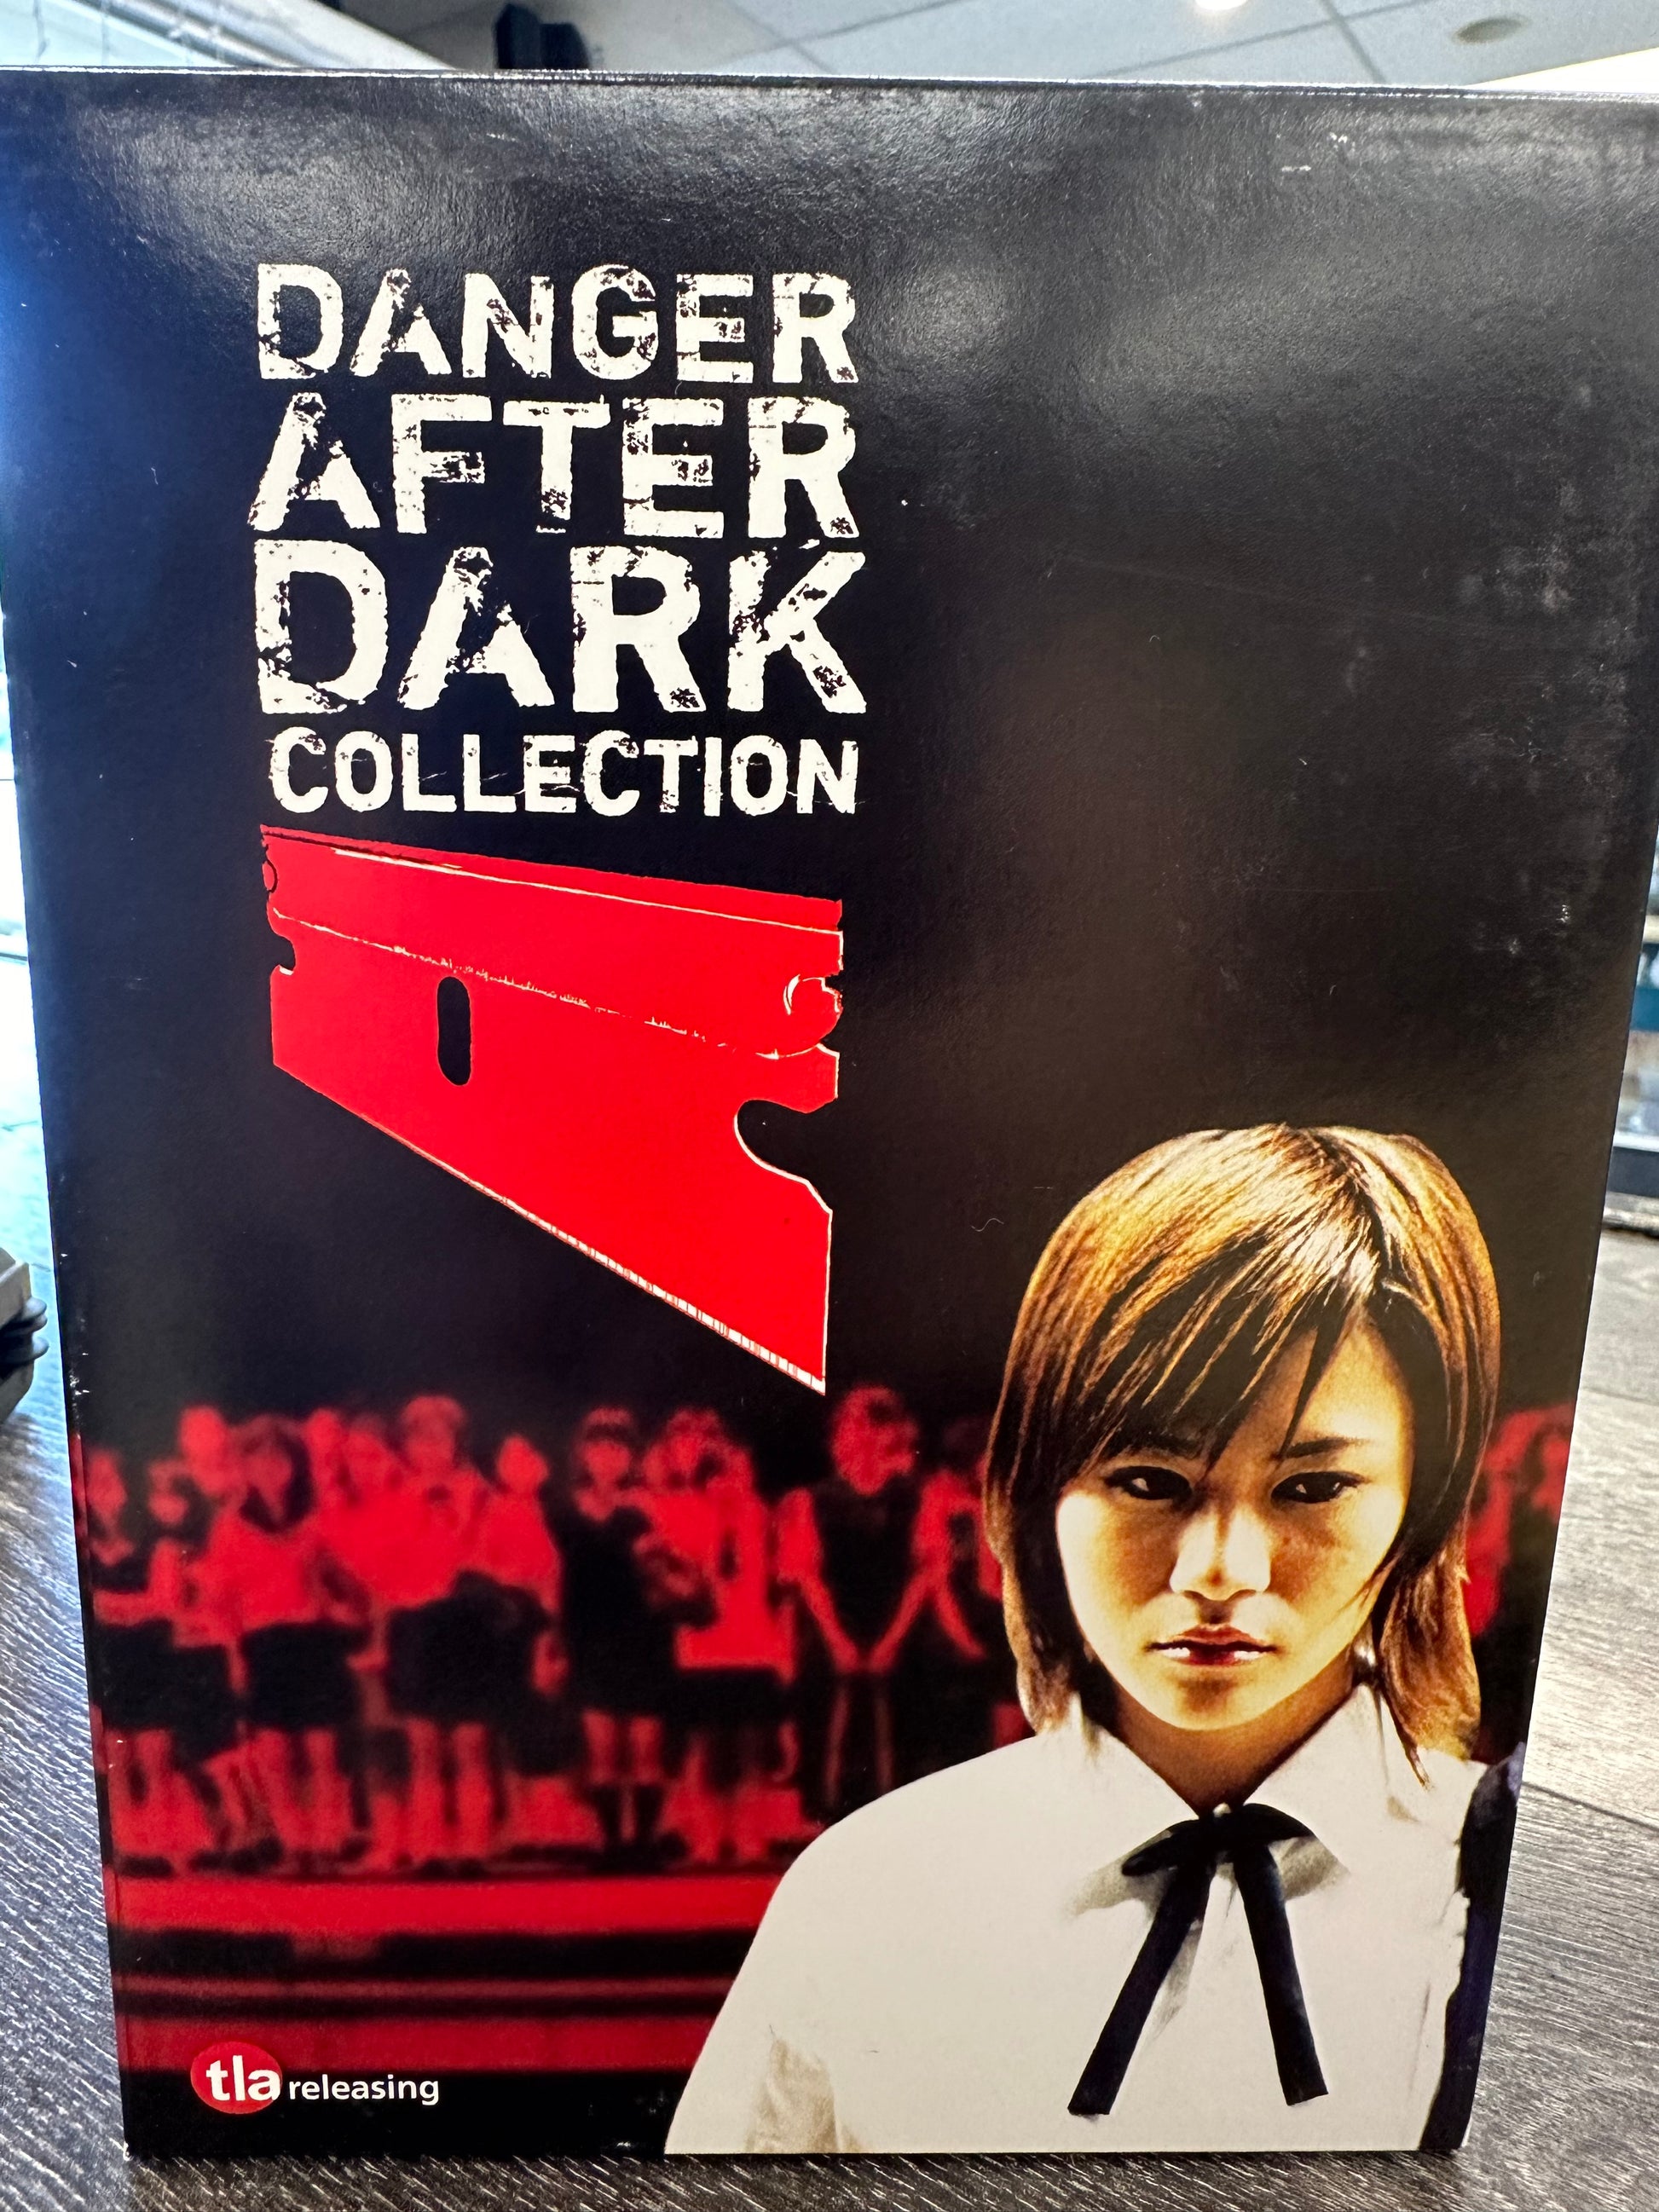 DANGER
AFTER
DARK
COLLECTION
tla releasing